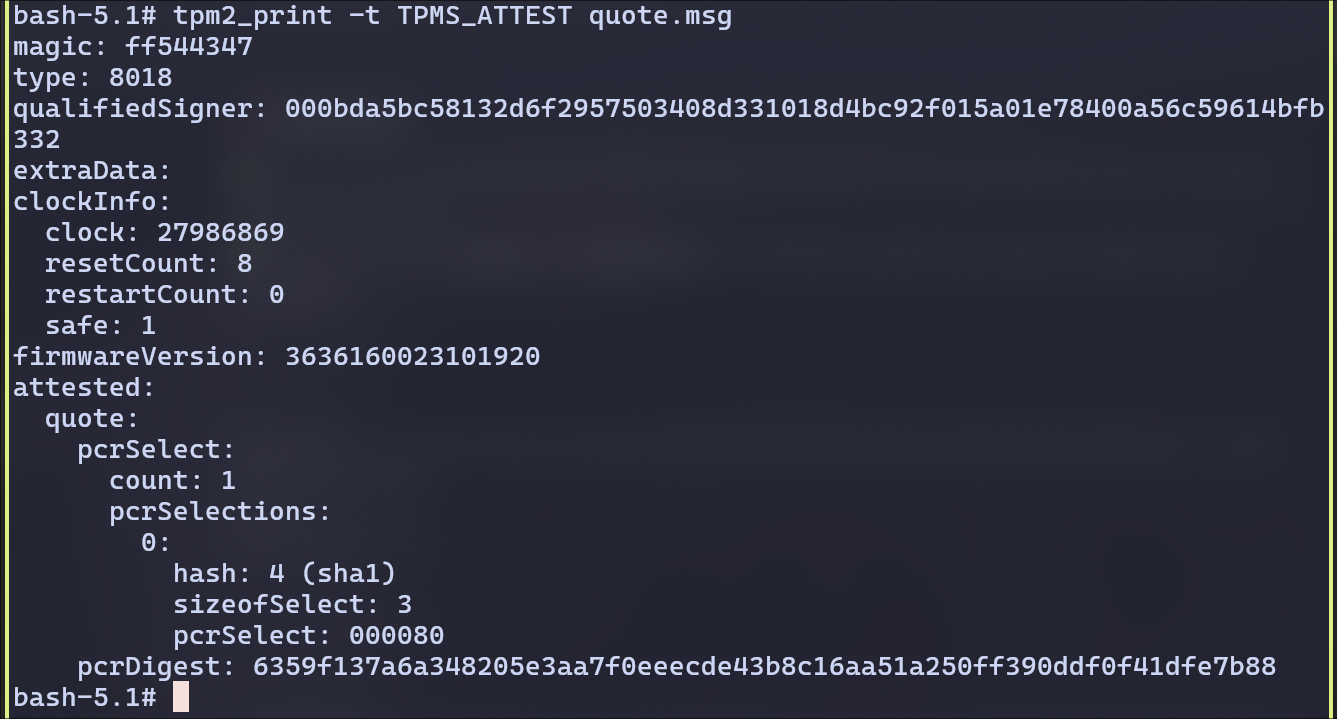 bash-5.1# tpm2_print -t TPMS_ATTEST quote.msg
magic: ff544347
type: 8018
qualifiedSigner: 000bda5bc58132d6f2957503408d331018d4bc92f015a01e78400a56c59614bfb
332
extraData:
clockInfo:
  clock: 27986869
  resetCount: 8
  restartCount: 0
  safe: 1
firmwareVersion: 3636160023101920
attested:
  quote:
    pcrSelect:
      count: 1
      pcrSelections:
        0:
          hash: 4 (sha1)
          sizeofSelect: 3
          pcrSelect: 000080
    pcrDigest: 6359f137a6a348205e3aa7f0eeecde43b8c16aa51a250ff390ddf0f41dfe7b88
bash-5.1#